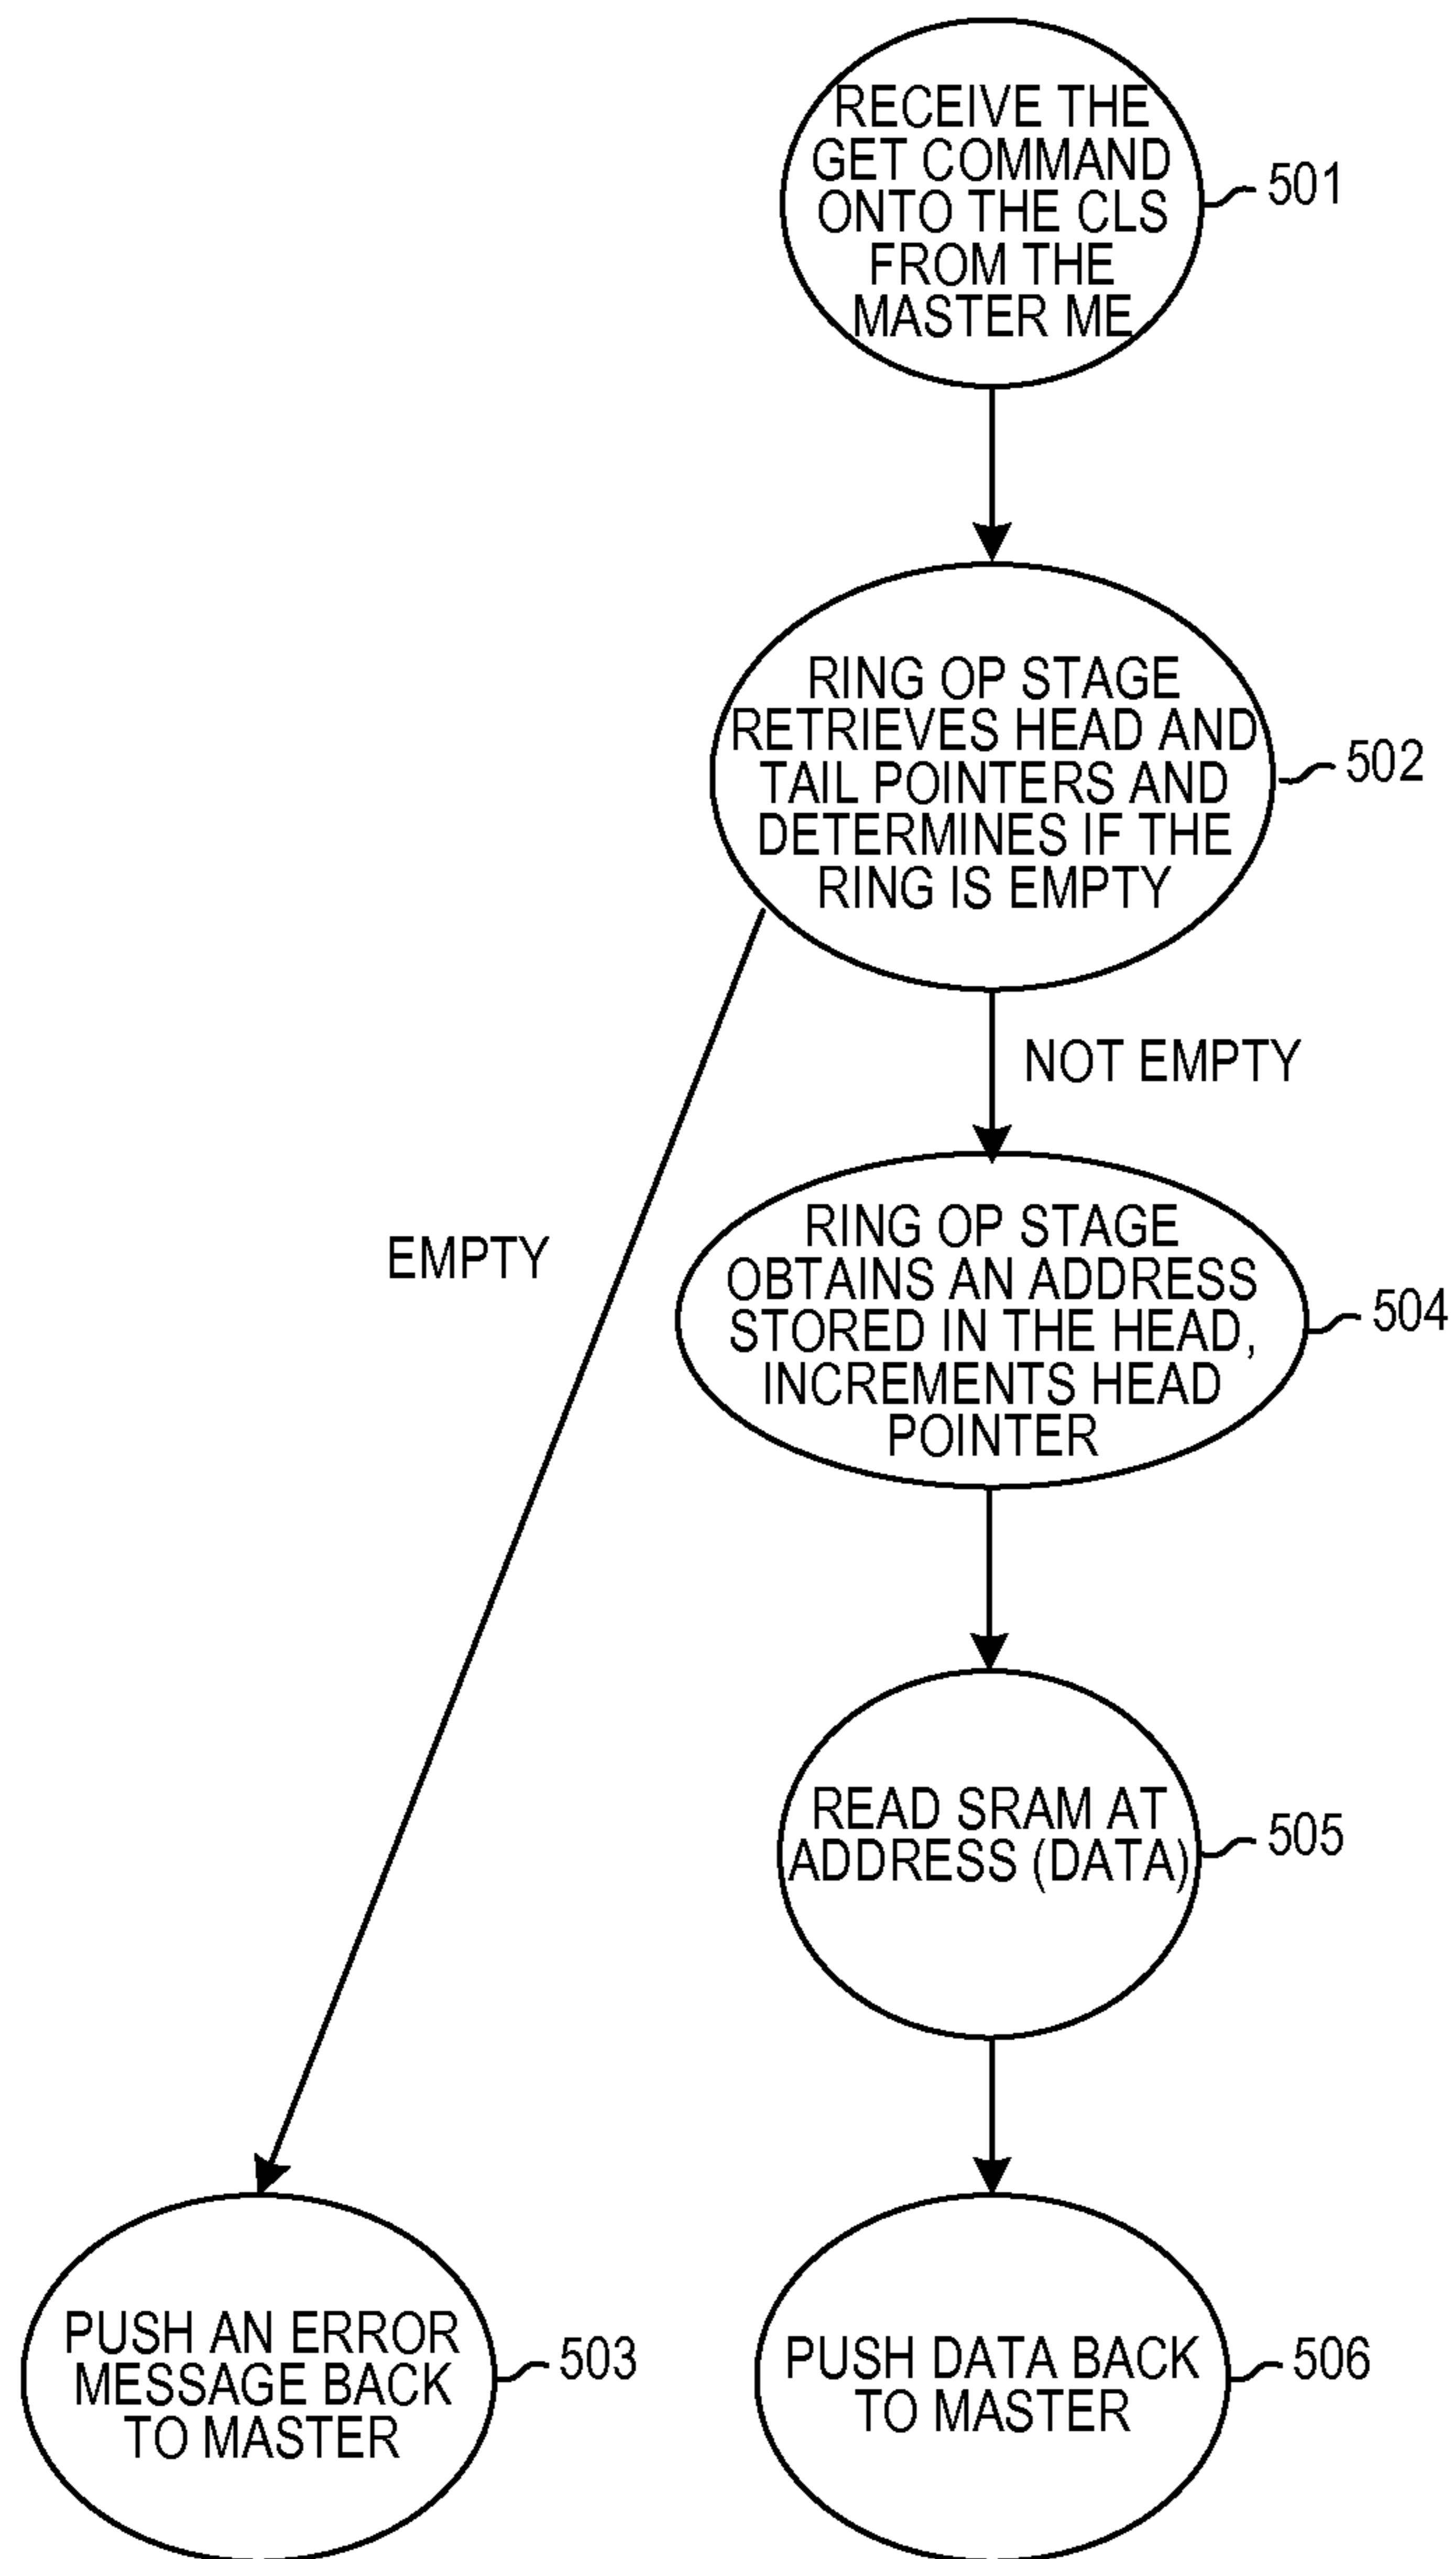 RECEIVE THE
GET COMMAND
ONTO THE CLS
FROM THE
MASTER ME
501
RING OP STAGE
RETRIEVES HEAD AND
TAIL POINTERS AND
DETERMINES IF THE
RING IS EMPTY
502
NOT EMPTY
EMPTY
RING OP STAGE
OBTAINS AN ADDRESS
STORED IN THE HEAD,
INCREMENTS HEAD
POINTER
504
READ SRAM AT
ADDRESS (DATA)
505
PUSH AN ERROR
MESSAGE BACK
TO MASTER
503
PUSH DATA BACK
TO MASTER
506